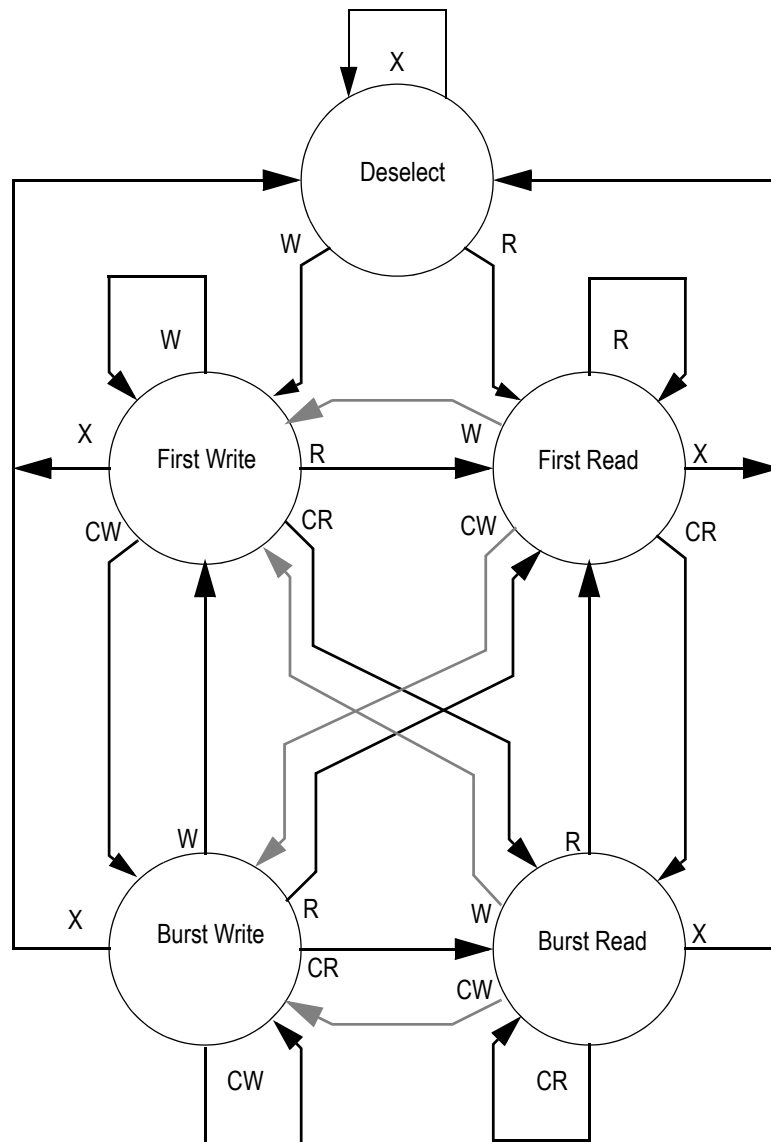 X
Deselect
W
R
W
R
X
W
First Write
R
First Read
X
CW
CR
CW
CR
W
R
X
R
W
Burst Write
Burst Read
X
CR
CW
CW
CR